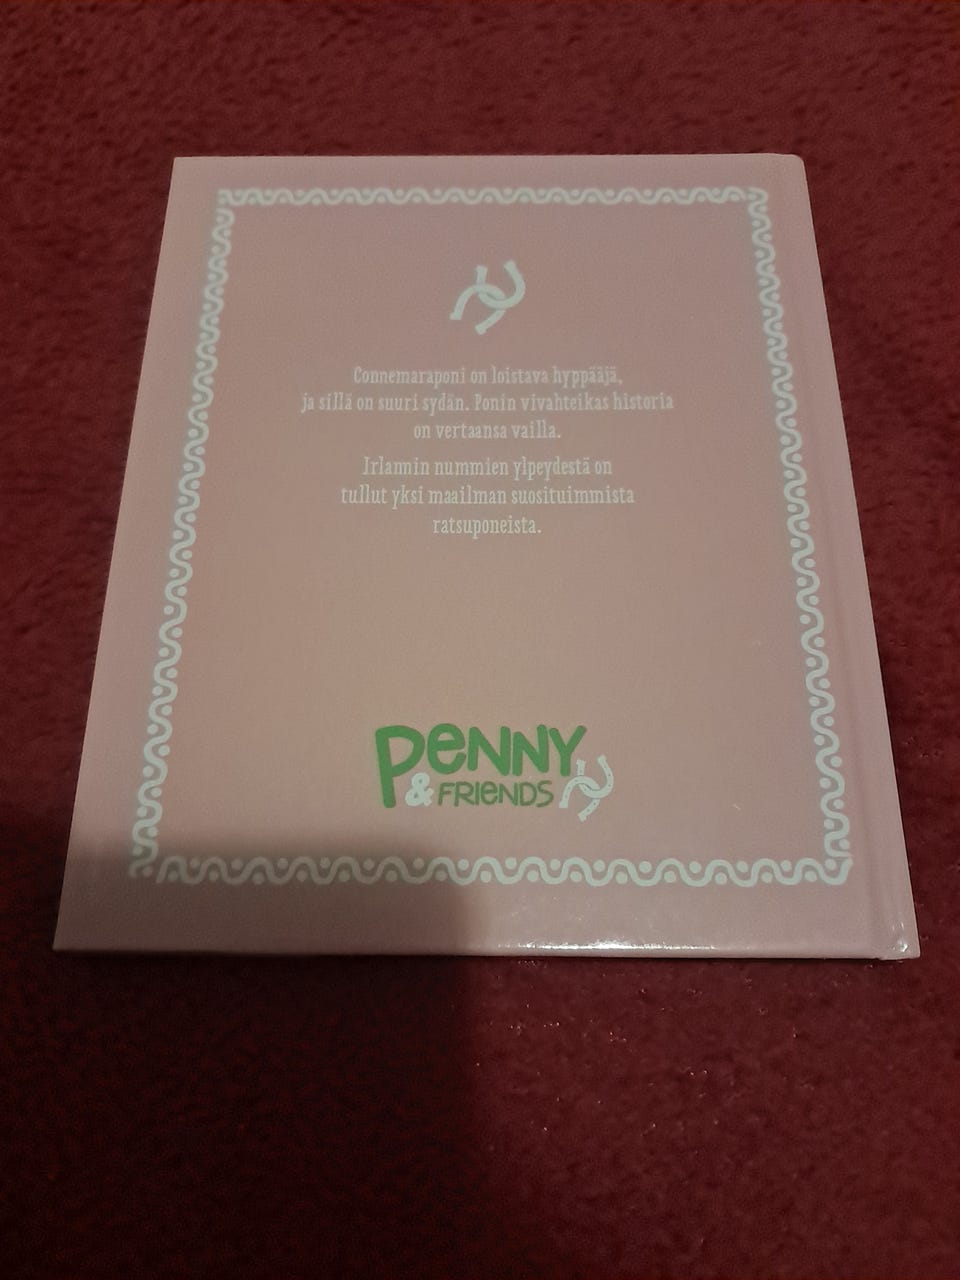 Connemaraponi on loistava hyppääjä,
ja sillä on suuri sydän. Ponin vivahteikas historia
on vertaansa vailla.
Irlannin nummien ylpeydestä on
tullut yksi maailman suosituimmista
ratsuponeista.
PeNNY
& FRIeNDS